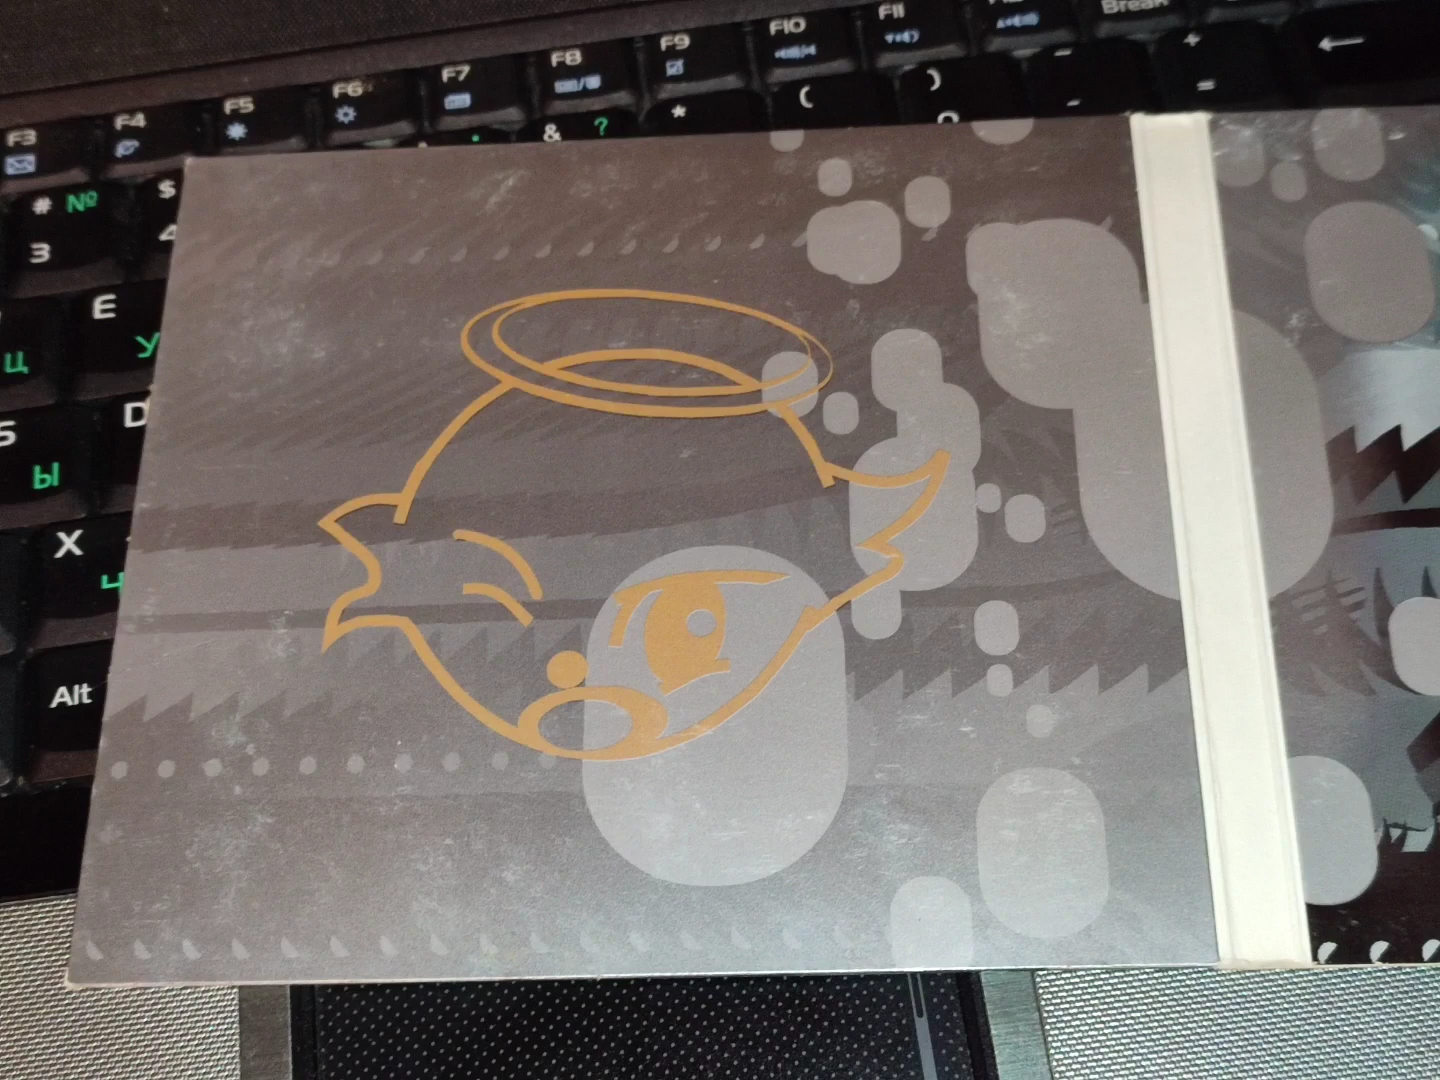 F3 F4 F5 F6 F7 F8 F9 F10 F11
Break
# № $ & ? * ( ) - + ←
3 4 _ =
E
Ц У
S D
Ы
X
Ч
Alt